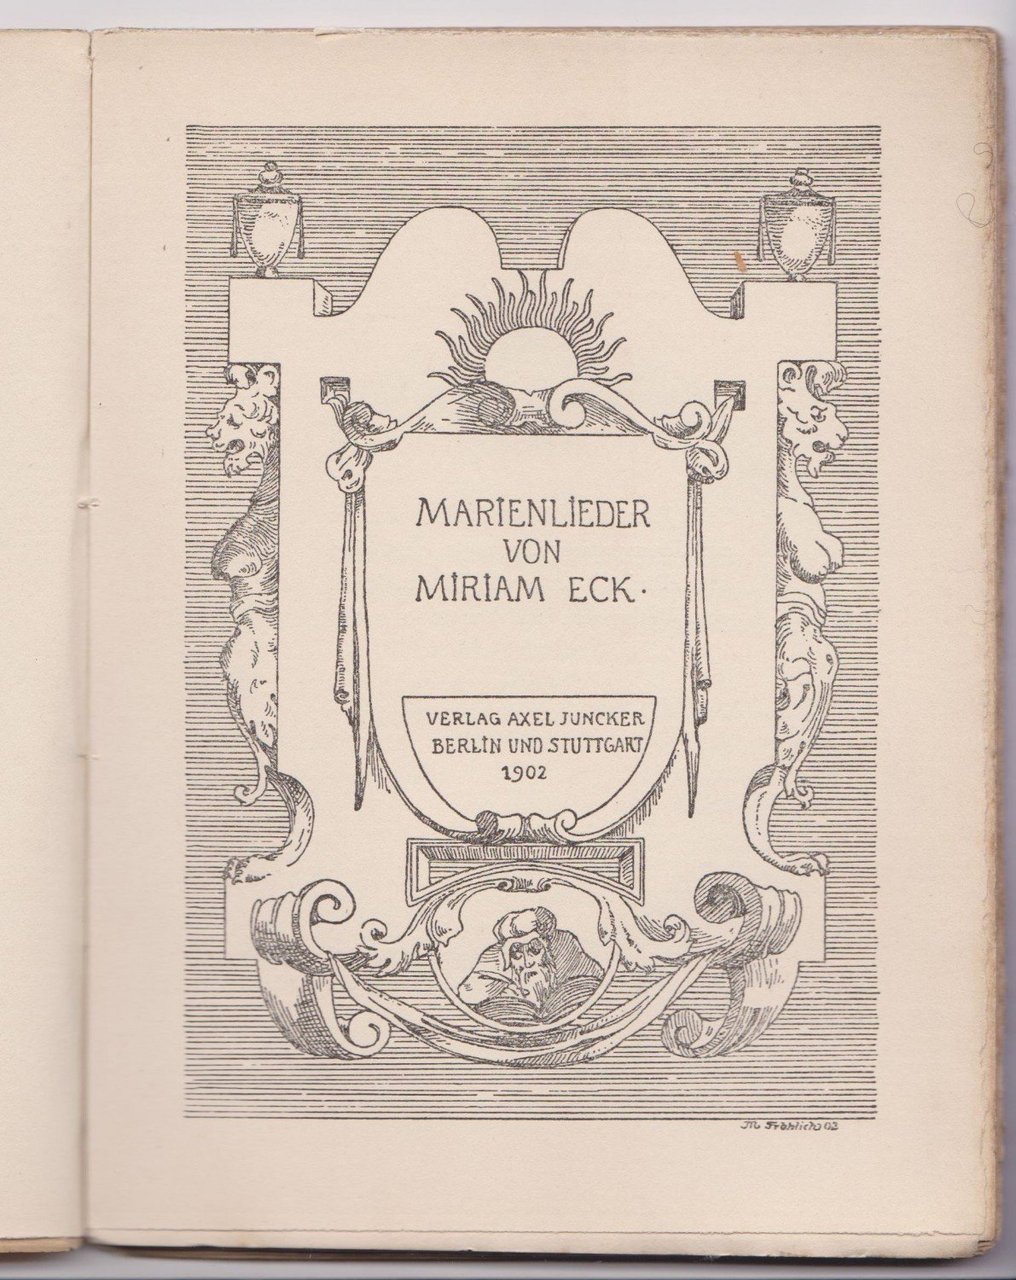 MARIENLIEDER
VON
MIRIAM ECK.
VERLAG AXEL JUNCKER
BERLIN UND STUTTGART
1902
M Fröhlich 02